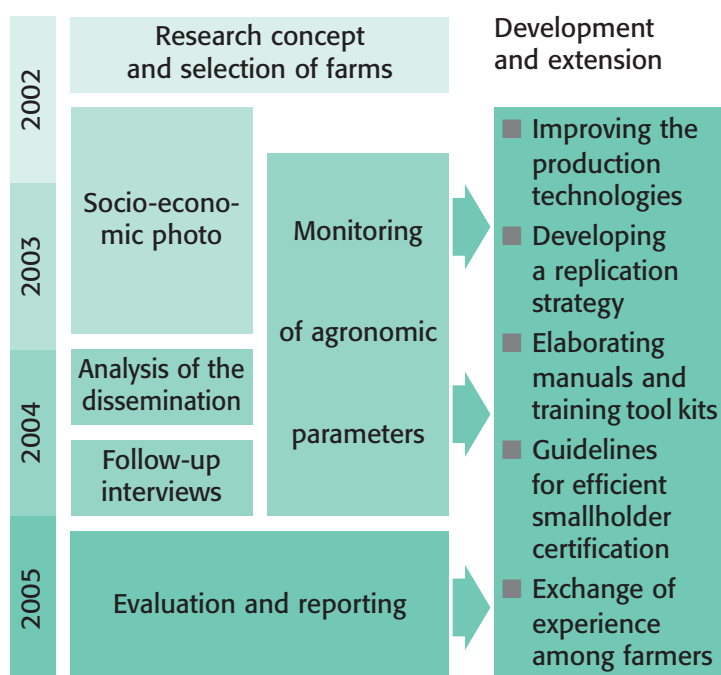 2002
2003
2004
2005
Research concept
and selection of farms
Socio-econo-
mic photo
Analysis of the
dissemination
Follow-up
interviews
Monitoring
of agronomic
parameters
Evaluation and reporting
Development
and extension
Improving the
production
technologies
Developing
a replication
strategy
Elaborating
manuals and
training tool kits
Guidelines
for efficient
smallholder
certification
Exchange of
experience
among farmers